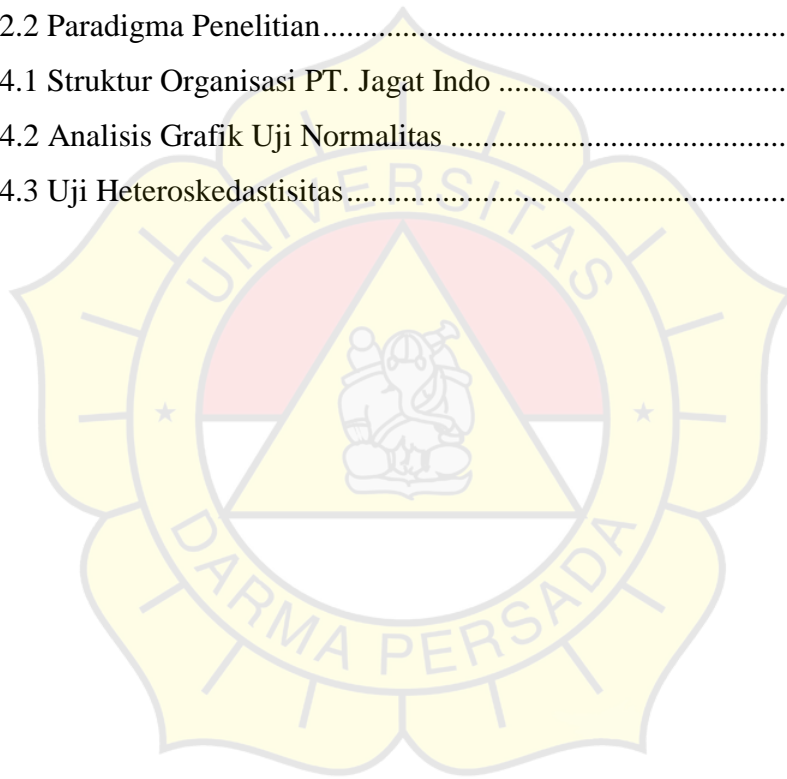 2.2 Paradigma Penelitian.............................................................................
4.1 Struktur Organisasi PT. Jagat Indo ..................................................
4.2 Analisis Grafik Uji Normalitas ..........................................................
4.3 Uji Heteroskedastisitas.........................................................................
UNIVERSITAS
DARMA PERSADA